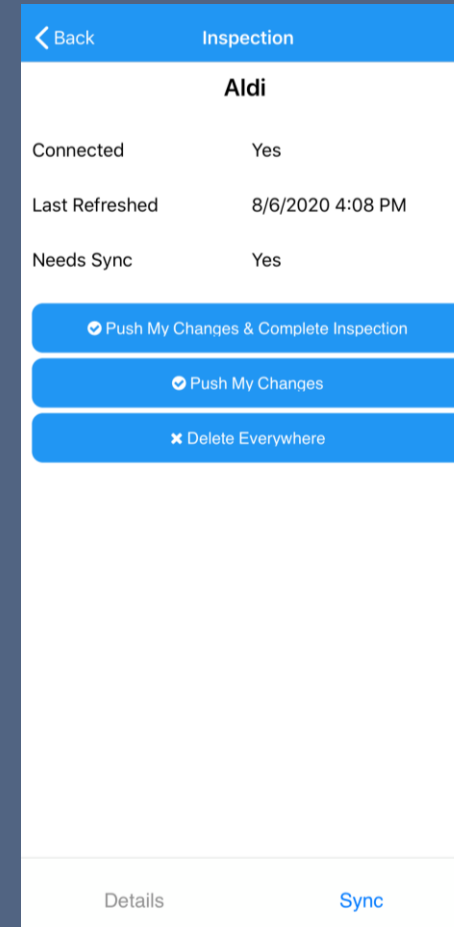 Back Inspection
Aldi
Connected Yes
Last Refreshed 8/6/2020 4:08 PM
Needs Sync Yes
Push My Changes & Complete Inspection
Push My Changes
Delete Everywhere
Details Sync